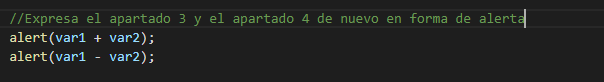 //Expresa el apartado 3 y el apartado 4 de nuevo en forma de alerta
alert(var1 + var2);
alert(var1 - var2);